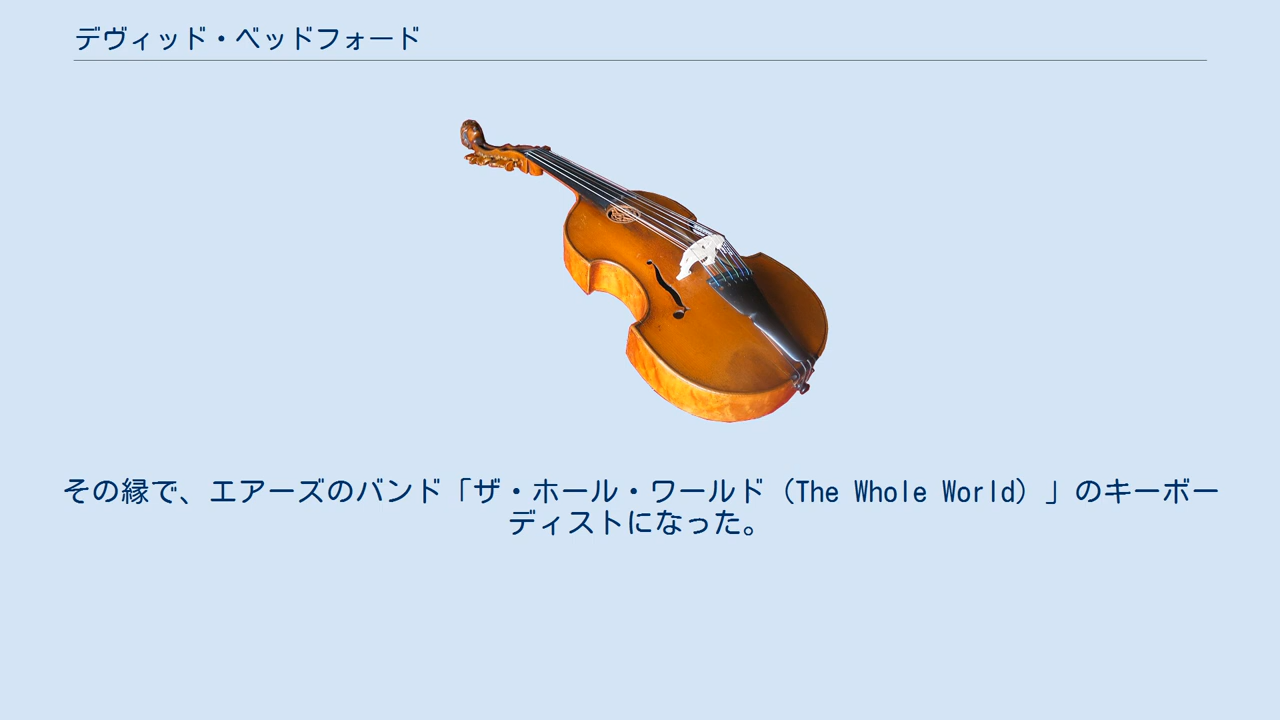 デヴィッド・ベッドフォード
その縁で、エアーズのバンド「ザ・ホール・ワールド（The Whole World）」のキーボー
ディストになった。